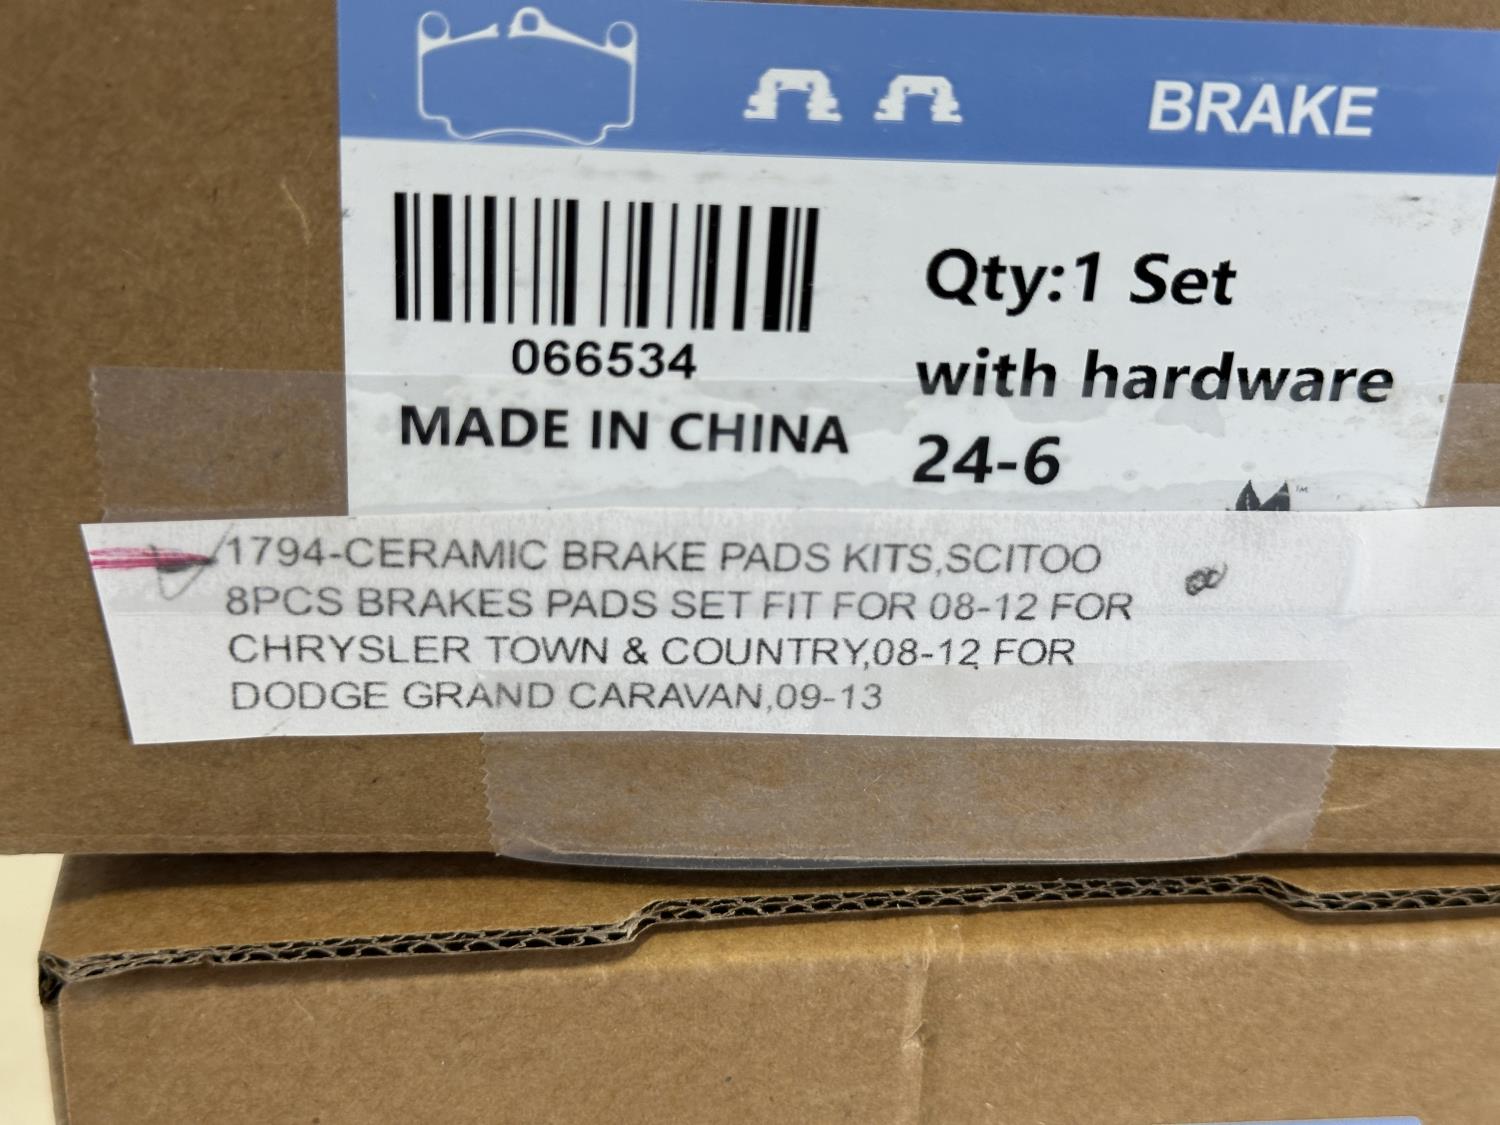 BRAKE
066534
MADE IN CHINA
Qty:1 Set
with hardware
24-6
™
1794-CERAMIC BRAKE PADS KITS,SCITOO
8PCS BRAKES PADS SET FIT FOR 08-12 FOR
CHRYSLER TOWN & COUNTRY,08-12 FOR
DODGE GRAND CARAVAN,09-13